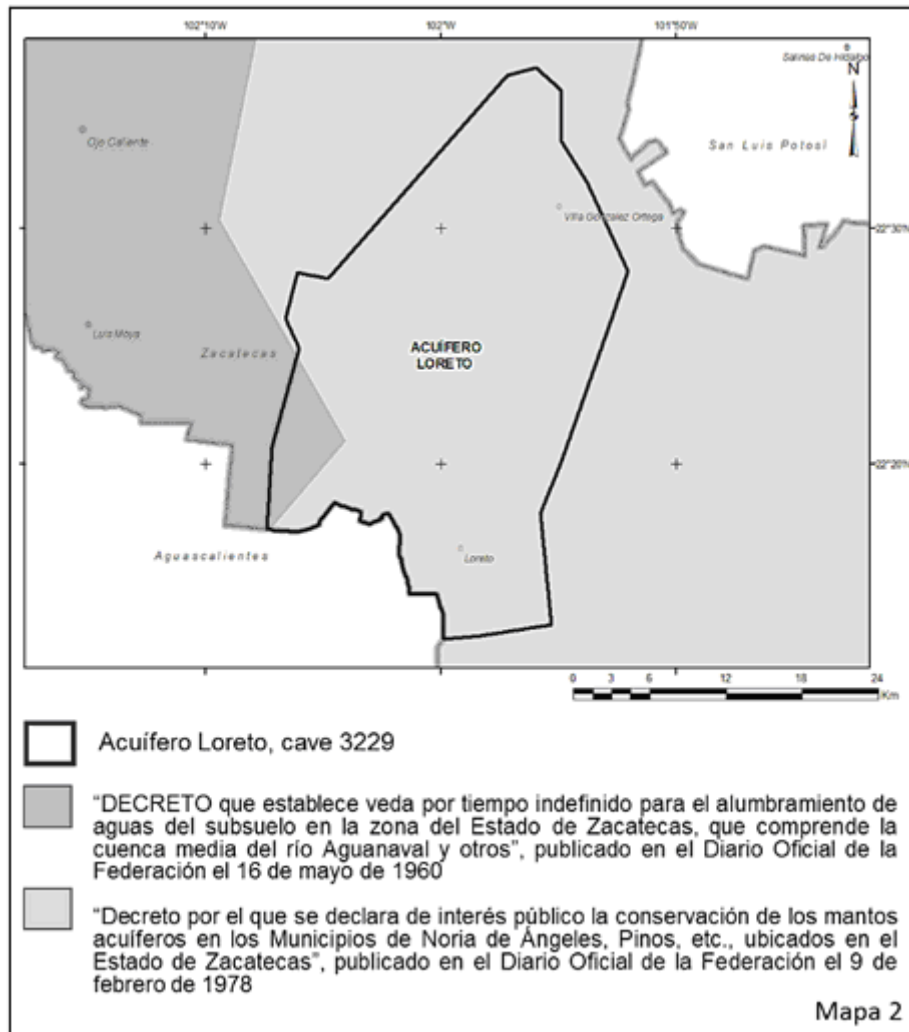 102°10'W 102°W 101°50'W
Salinas De Hidalgo
N
Ojo Caliente
San Luis Potosí
Villa González Ortega
22°30'N
Luis Moya
Zacatecas
ACUÍFERO
LORETO
22°20'N
Aguascalientes
Loreto
0 3 6 12 18 24
Km
Acuífero Loreto, cave 3229
“DECRETO que establece veda por tiempo indefinido para el alumbramiento de
aguas del subsuelo en la zona del Estado de Zacatecas, que comprende la
cuenca media del río Aguanaval y otros”, publicado en el Diario Oficial de la
Federación el 16 de mayo de 1960
“Decreto por el que se declara de interés público la conservación de los mantos
acuíferos en los Municipios de Noria de Ángeles, Pinos, etc., ubicados en el
Estado de Zacatecas”, publicado en el Diario Oficial de la Federación el 9 de
febrero de 1978
Mapa 2